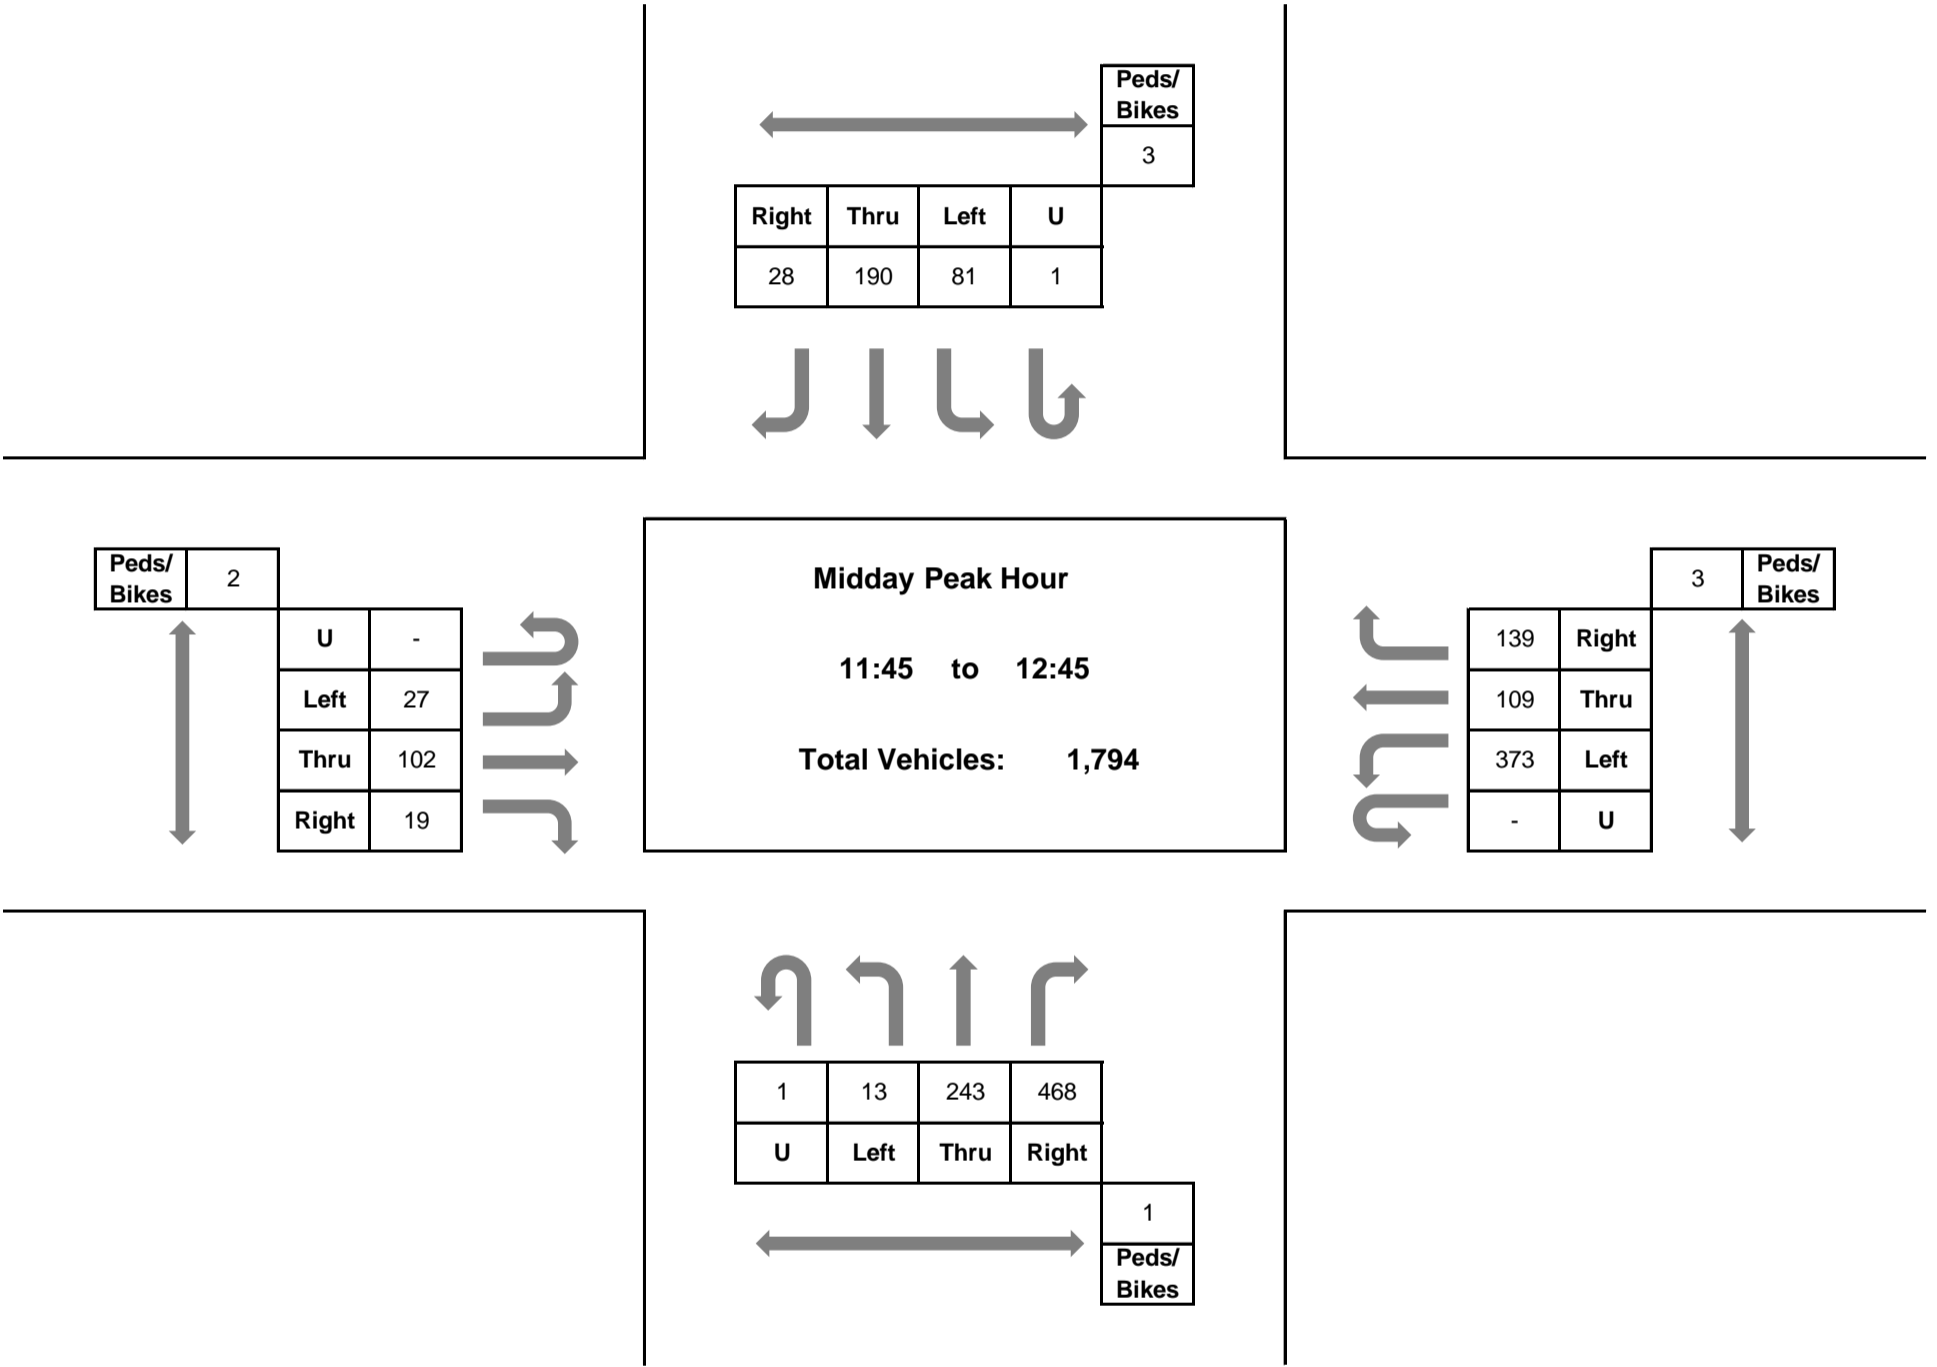 Peds/
Bikes
3
Right Thru Left U
28 190 81 1
Peds/
Bikes
2
U -
Left 27
Thru 102
Right 19
Midday Peak Hour
11:45 to 12:45
Total Vehicles: 1,794
3
Peds/
Bikes
139 Right
109 Thru
373 Left
- U
1 13 243 468
U Left Thru Right
1
Peds/
Bikes